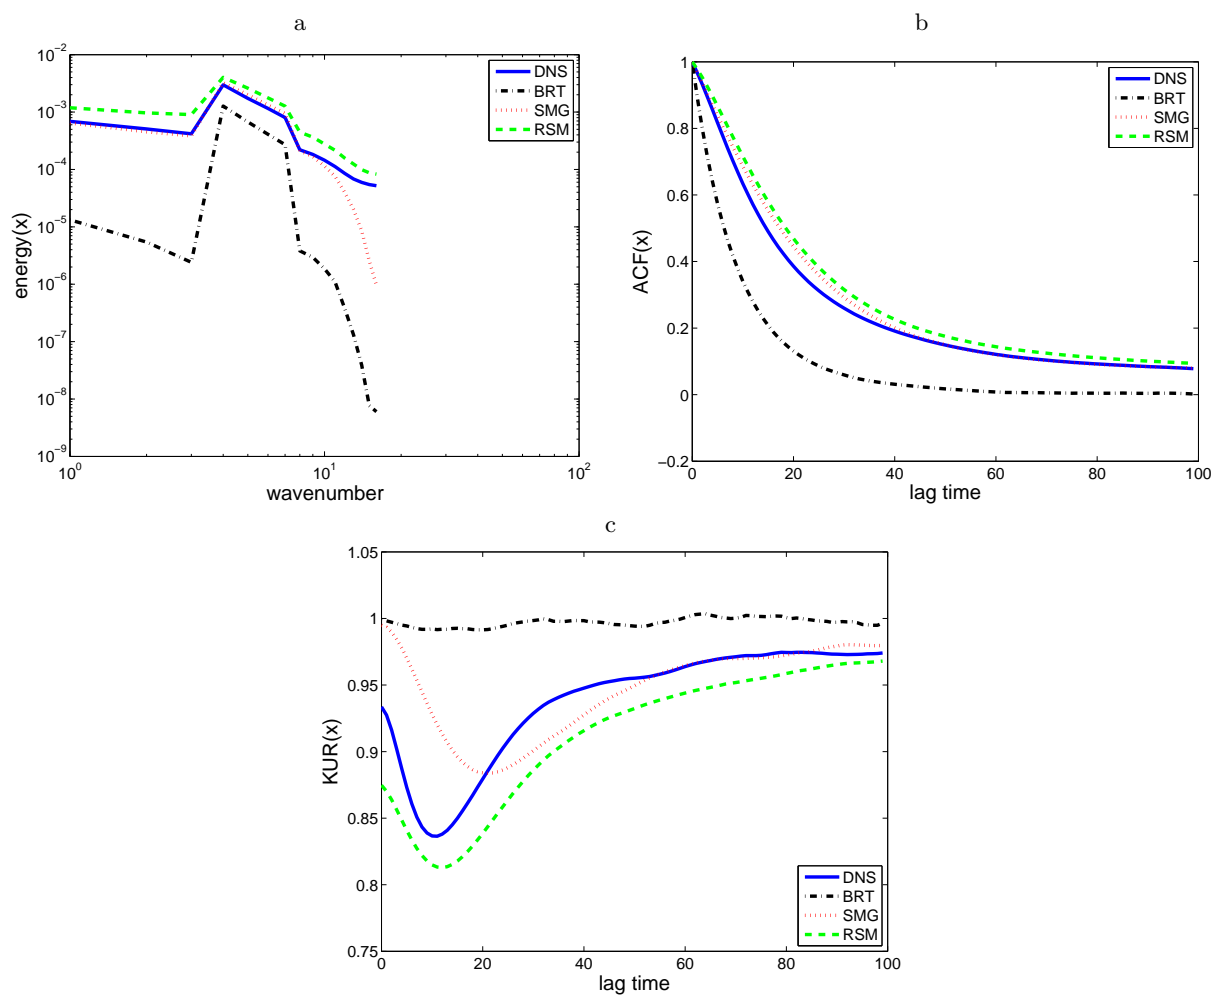 a
energy(x)
10^−2
10^−3
10^−4
10^−5
10^−6
10^−7
10^−8
10^−9
10^0
10^1
10^2
wavenumber
DNS
BRT
SMG
RSM
b
ACF(x)
1
0.8
0.6
0.4
0.2
0
−0.2
0
20
40
60
80
100
lag time
DNS
BRT
SMG
RSM
c
KUR(x)
1.05
1
0.95
0.9
0.85
0.8
0.75
0
20
40
60
80
100
lag time
DNS
BRT
SMG
RSM